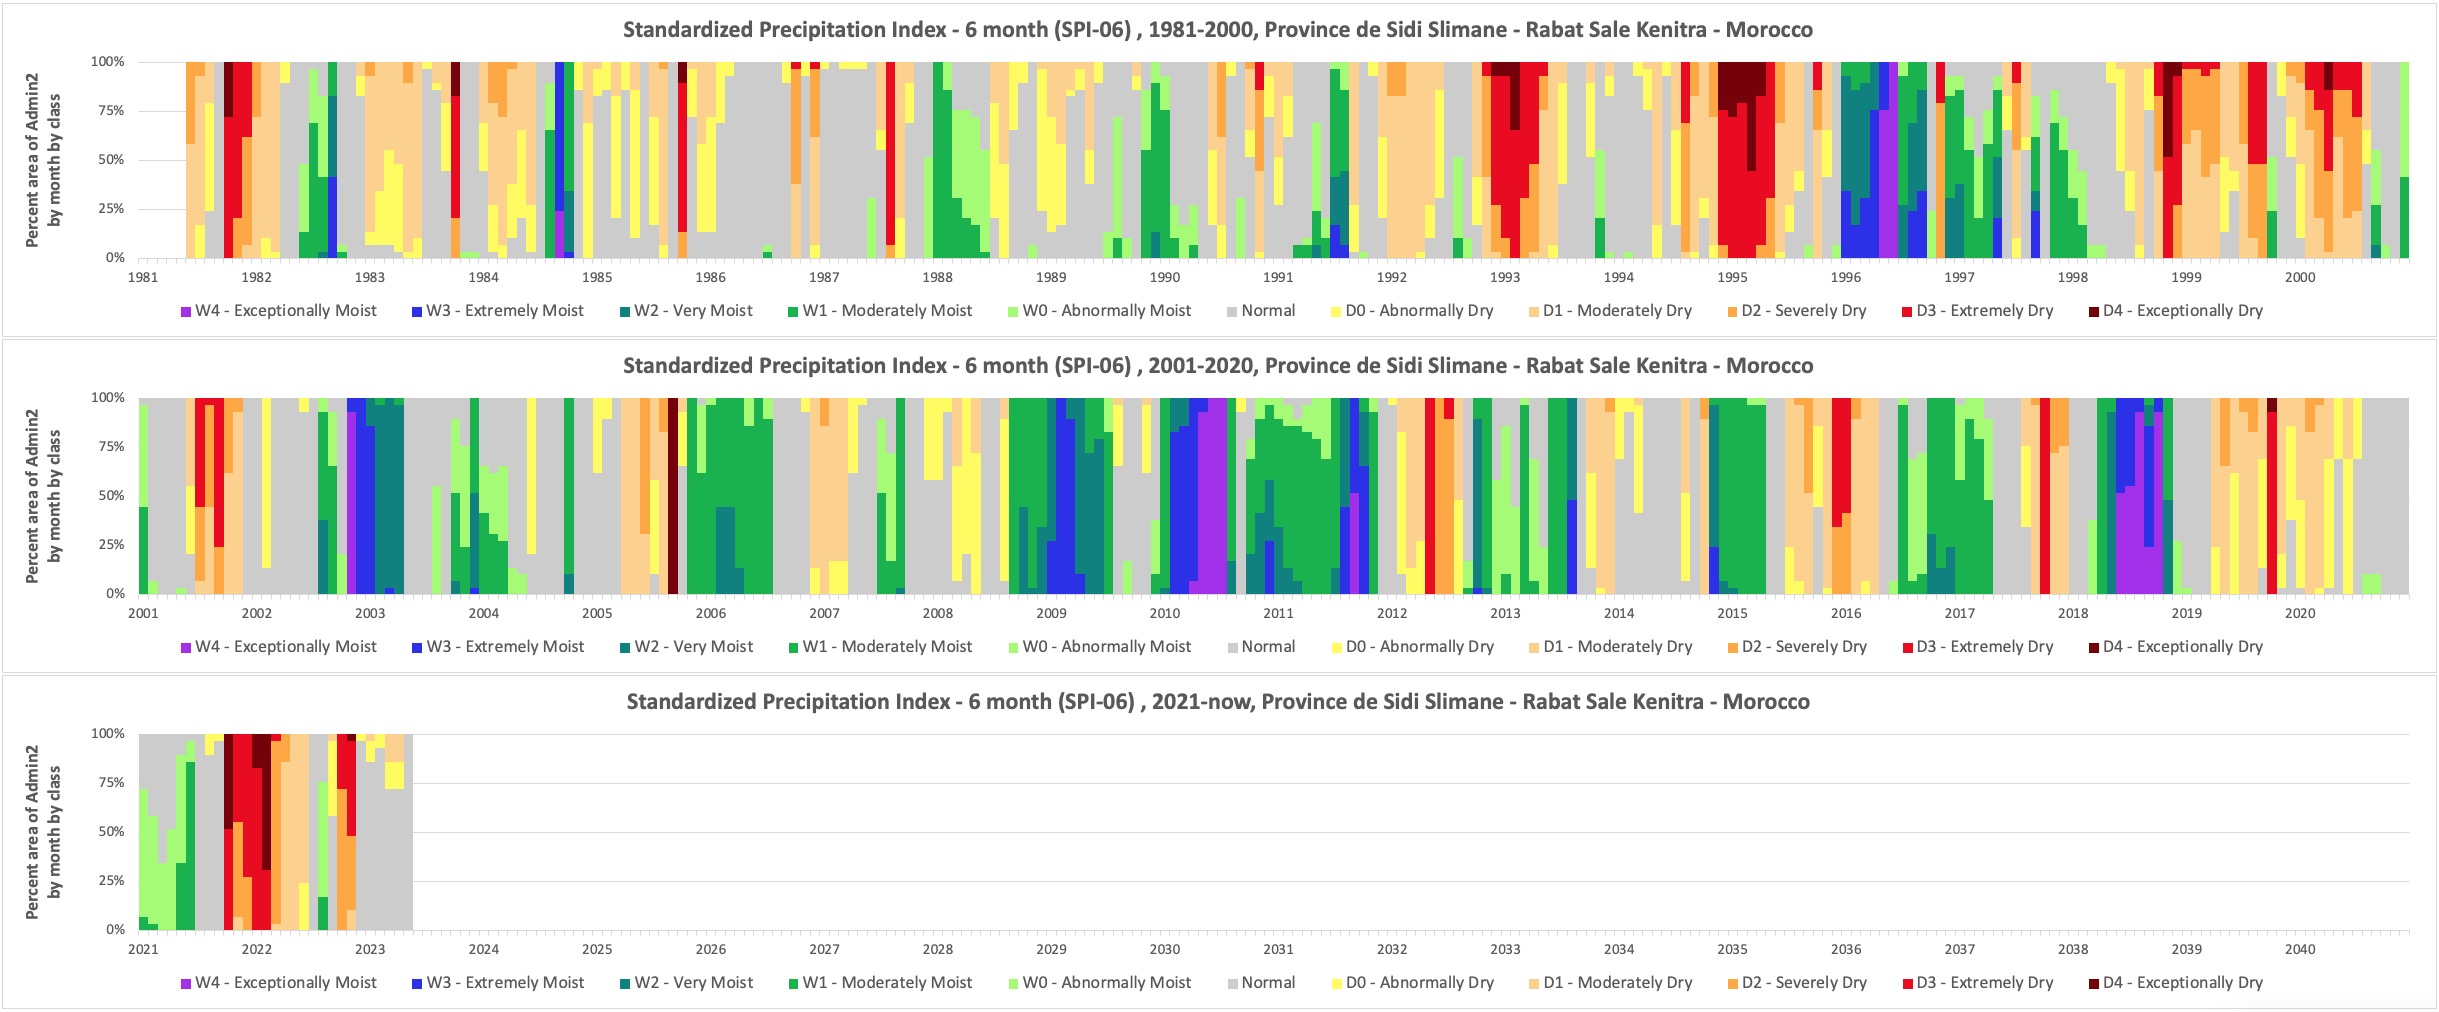 Standardized Precipitation Index - 6 month (SPI-06) , 1981-2000, Province de Sidi Slimane - Rabat Sale Kenitra - Morocco
Percent area of Admin2
by month by class
100%
75%
50%
25%
0%
1981 1982 1983 1984 1985 1986 1987 1988 1989 1990 1991 1992 1993 1994 1995 1996 1997 1998 1999 2000
W4 - Exceptionally Moist W3 - Extremely Moist W2 - Very Moist W1 - Moderately Moist W0 - Abnormally Moist Normal D0 - Abnormally Dry D1 - Moderately Dry D2 - Severely Dry D3 - Extremely Dry D4 - Exceptionally Dry
Standardized Precipitation Index - 6 month (SPI-06) , 2001-2020, Province de Sidi Slimane - Rabat Sale Kenitra - Morocco
Percent area of Admin2
by month by class
100%
75%
50%
25%
0%
2001 2002 2003 2004 2005 2006 2007 2008 2009 2010 2011 2012 2013 2014 2015 2016 2017 2018 2019 2020
W4 - Exceptionally Moist W3 - Extremely Moist W2 - Very Moist W1 - Moderately Moist W0 - Abnormally Moist Normal D0 - Abnormally Dry D1 - Moderately Dry D2 - Severely Dry D3 - Extremely Dry D4 - Exceptionally Dry
Standardized Precipitation Index - 6 month (SPI-06) , 2021-now, Province de Sidi Slimane - Rabat Sale Kenitra - Morocco
Percent area of Admin2
by month by class
100%
75%
50%
25%
0%
2021 2022 2023 2024 2025 2026 2027 2028 2029 2030 2031 2032 2033 2034 2035 2036 2037 2038 2039 2040
W4 - Exceptionally Moist W3 - Extremely Moist W2 - Very Moist W1 - Moderately Moist W0 - Abnormally Moist Normal D0 - Abnormally Dry D1 - Moderately Dry D2 - Severely Dry D3 - Extremely Dry D4 - Exceptionally Dry